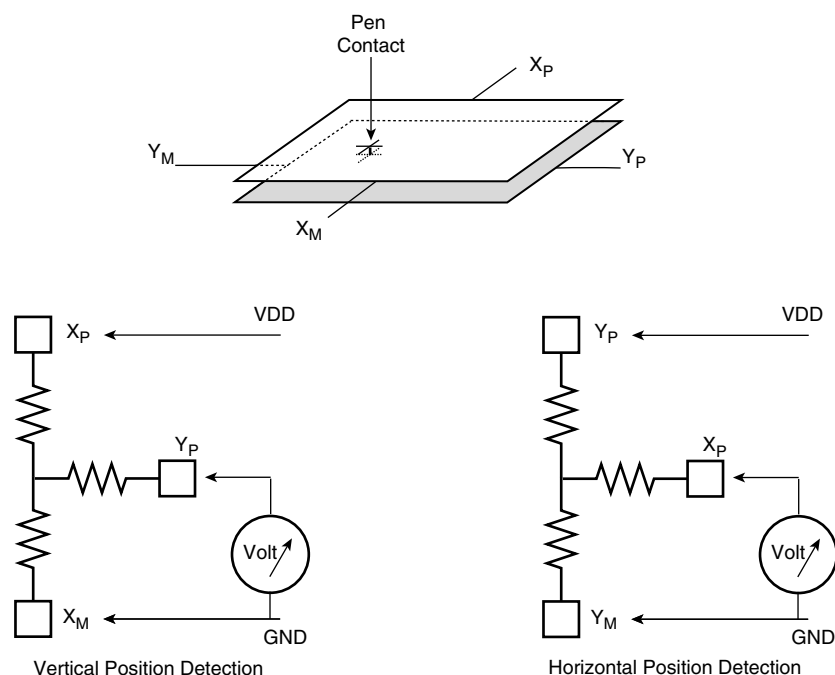 Pen
Contact
X_P
Y_M
Y_P
X_M
VDD
X_P
Y_P
Volt
X_M
GND
Vertical Position Detection
VDD
Y_P
X_P
Volt
Y_M
GND
Horizontal Position Detection